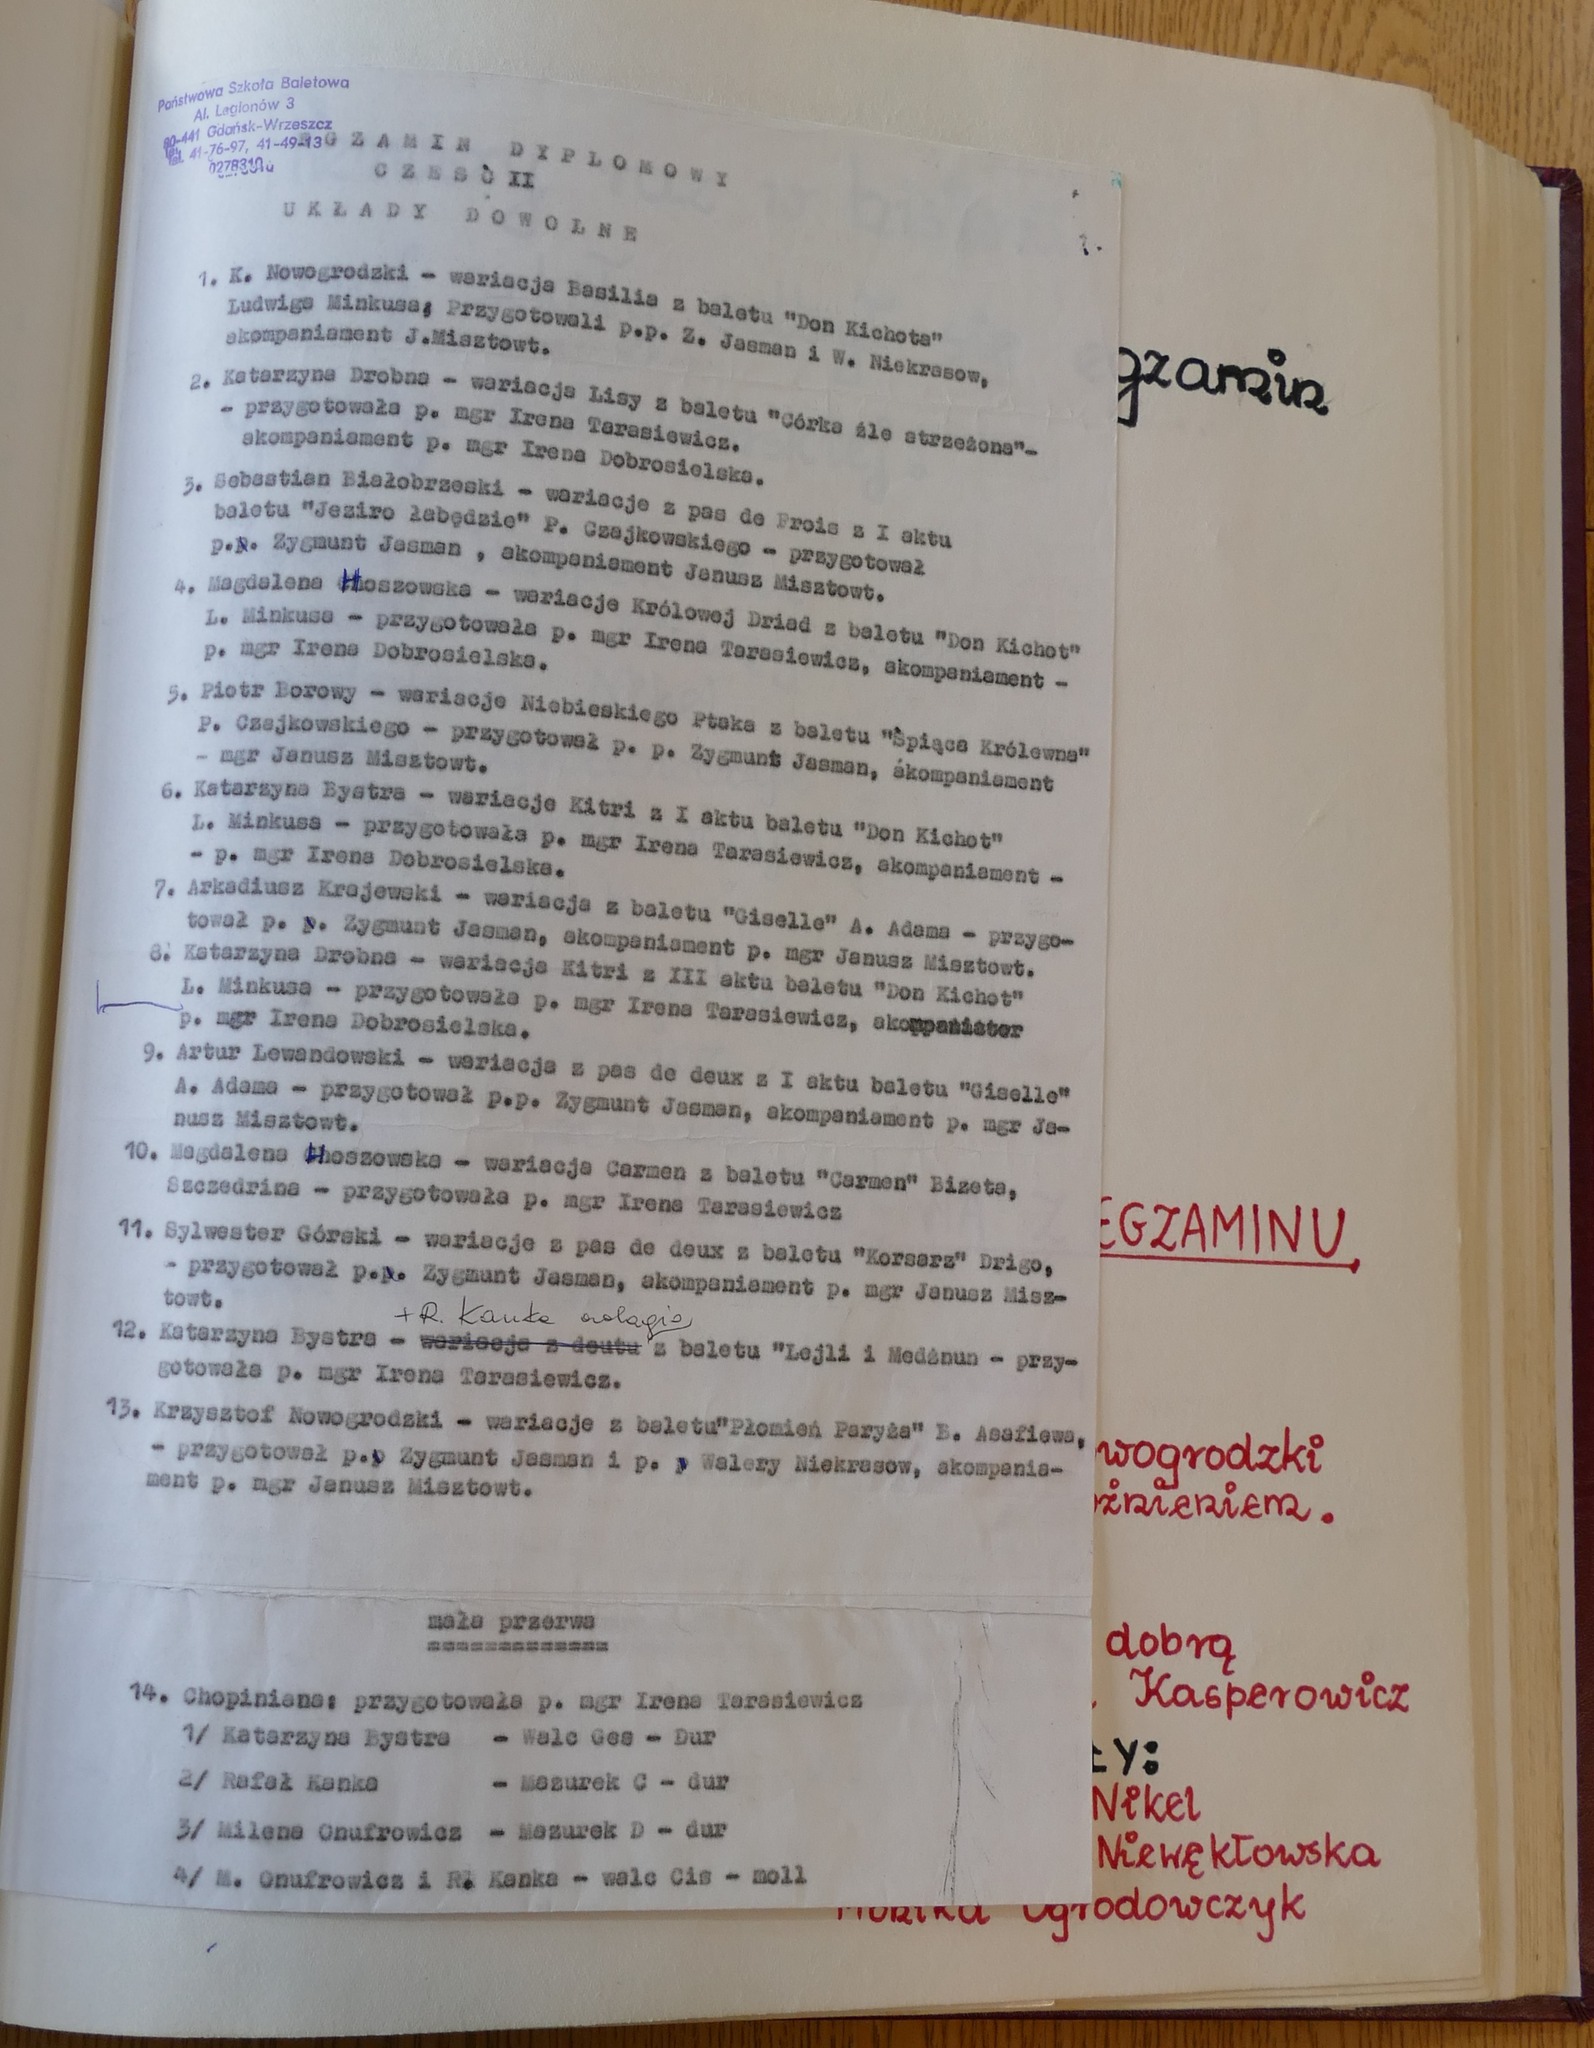 Państwowa Szkoła Baletowa
Al. Legionów 3
80-441 Gdańsk-Wrzeszcz
tel. 41-76-97, 41-49-13
0278310
EGZAMIN DYPLOMOWY
CZESĆ II
UKŁADY DOWOLNE
1. K. Nowogrodzki - wariacja Basilia z baletu "Don Kichota"
Ludwiga Minkusa; Przygotowali p.p. Z. Jasman i W. Niekrasow,
akompaniament J.Misztowt.
2. Katarzyna Drobna - wariacja Lisy z baletu "Córka źle strzeżona"-
- przygotowała p. mgr Irena Tarasiewicz.
akompaniament p. mgr Irena Dobrosielska.
3. Sebastian Białobrzeski - wariacje z pas de Frois z I aktu
baletu "Jeziro łabędzie" P. Czajkowskiego - przygotował
p.p. Zygmunt Jasman , akompaniament Janusz Misztowt.
4. Magdalena Hoszowska - wariacje Królowej Driad z baletu "Don Kichot"
L. Minkusa - przygotowała p. mgr Irena Tarasiewicz, akompaniament -
p. mgr Irena Dobrosielska.
5. Piotr Borowy - wariacje Niebieskiego Ptaka z baletu "Śpiąca Królewna"
P. Czajkowskiego - przygotował p. p. Zygmunt Jasman, akompaniament
- mgr Janusz Misztowt.
6. Katarzyna Bystra - wariacje Kitri z I aktu baletu "Don Kichot"
L. Minkusa - przygotowała p. mgr Irena Tarasiewicz, akompaniament -
- p. mgr Irena Dobrosielska.
7. Arkadiusz Krajewski - wariacja z baletu "Giselle" A. Adama - przygo-
tował p. p. Zygmunt Jasman, akompaniament p. mgr Janusz Misztowt.
8. Katarzyna Drobna - wariacja Kitri z III aktu baletu "Don Kichot"
L. Minkusa - przygotowała p. mgr Irena Tarasiewicz,
p. mgr Irena Dobrosielska.
9. Artur Lewandowski - wariacja z pas de deux z I aktu baletu "Giselle"
A. Adama - przygotował p.p. Zygmunt Jasman, akompaniament p. mgr Ja-
nusz Misztowt.
10. Magdalena Hoszowska - wariacja Carmen z baletu "Carmen" Bizeta,
Szczedrina - przygotowała p. mgr Irena Tarasiewicz
11. Sylwester Górski - wariacje z pas de deux z baletu "Korsarz" Drigo,
- przygotował p.p. Zygmunt Jasman, akompaniament p. mgr Janusz Misz-
towt.
+R. Kanka adagio
12. Katarzyna Bystra - wariacja z deutu z baletu "Lejli i Medżnun - przy-
gotowała p. mgr Irena Tarasiewicz.
13. Krzysztof Nowogrodzki - wariacje z baletu"Płomień Paryża" B. Asafiewa,
- przygotował p.p Zygmunt Jasman i p. p Walery Niekrasow, akompania-
ment p. mgr Janusz Misztowt.
mała przerwa
14. Chopiniana: przygotowała p. mgr Irena Tarasiewicz
1/ Katarzyna Bystra - Walc Ges - Dur
2/ Rafał Kanka - Mazurek C - dur
3/ Milena Onufrowicz - Mazurek D - dur
4/ M. Onufrowicz i R. Kanka - walc Cis - moll
gzamin
EGZAMINU
wogrodzki
óżnieniem.
dobrą
Kasperowicz
ły:
Nikel
Niewękłowska
Monika Ogrodowczyk